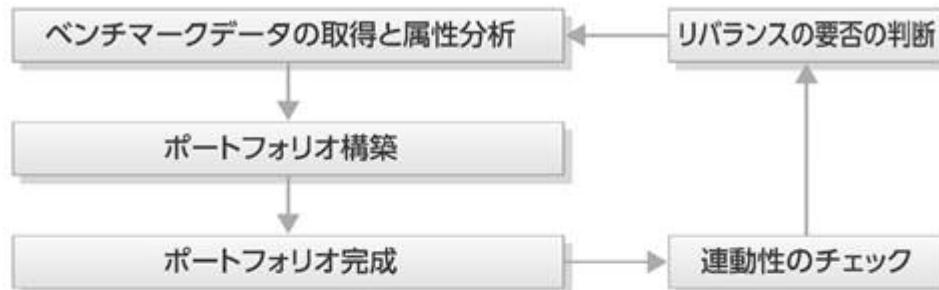 ベンチマークデータの取得と属性分析
リバランスの要否の判断
ポートフォリオ構築
ポートフォリオ完成
連動性のチェック